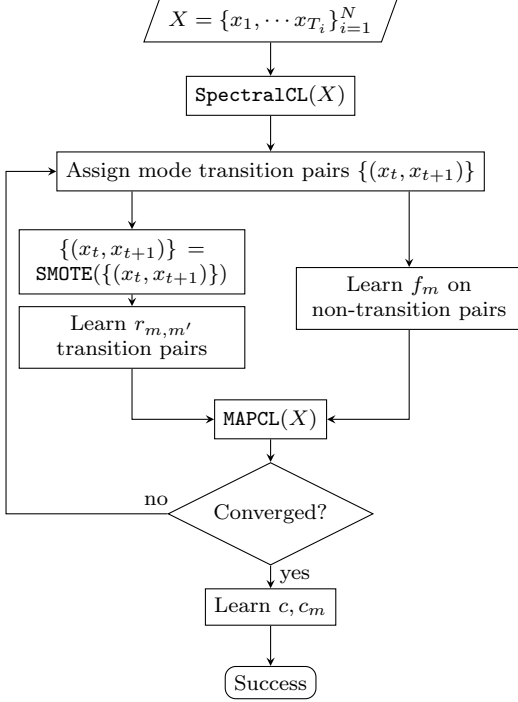 X = {x₁, ⋯ x_{T_i}}_{i=1}^N
SpectralCL(X)
Assign mode transition pairs {(x_t, x_{t+1})}
{(x_t, x_{t+1})} =
SMOTE({(x_t, x_{t+1})})
Learn r_{m,m'}
transition pairs
Learn f_m on
non-transition pairs
MAPCL(X)
no
Converged?
yes
Learn c, c_m
Success